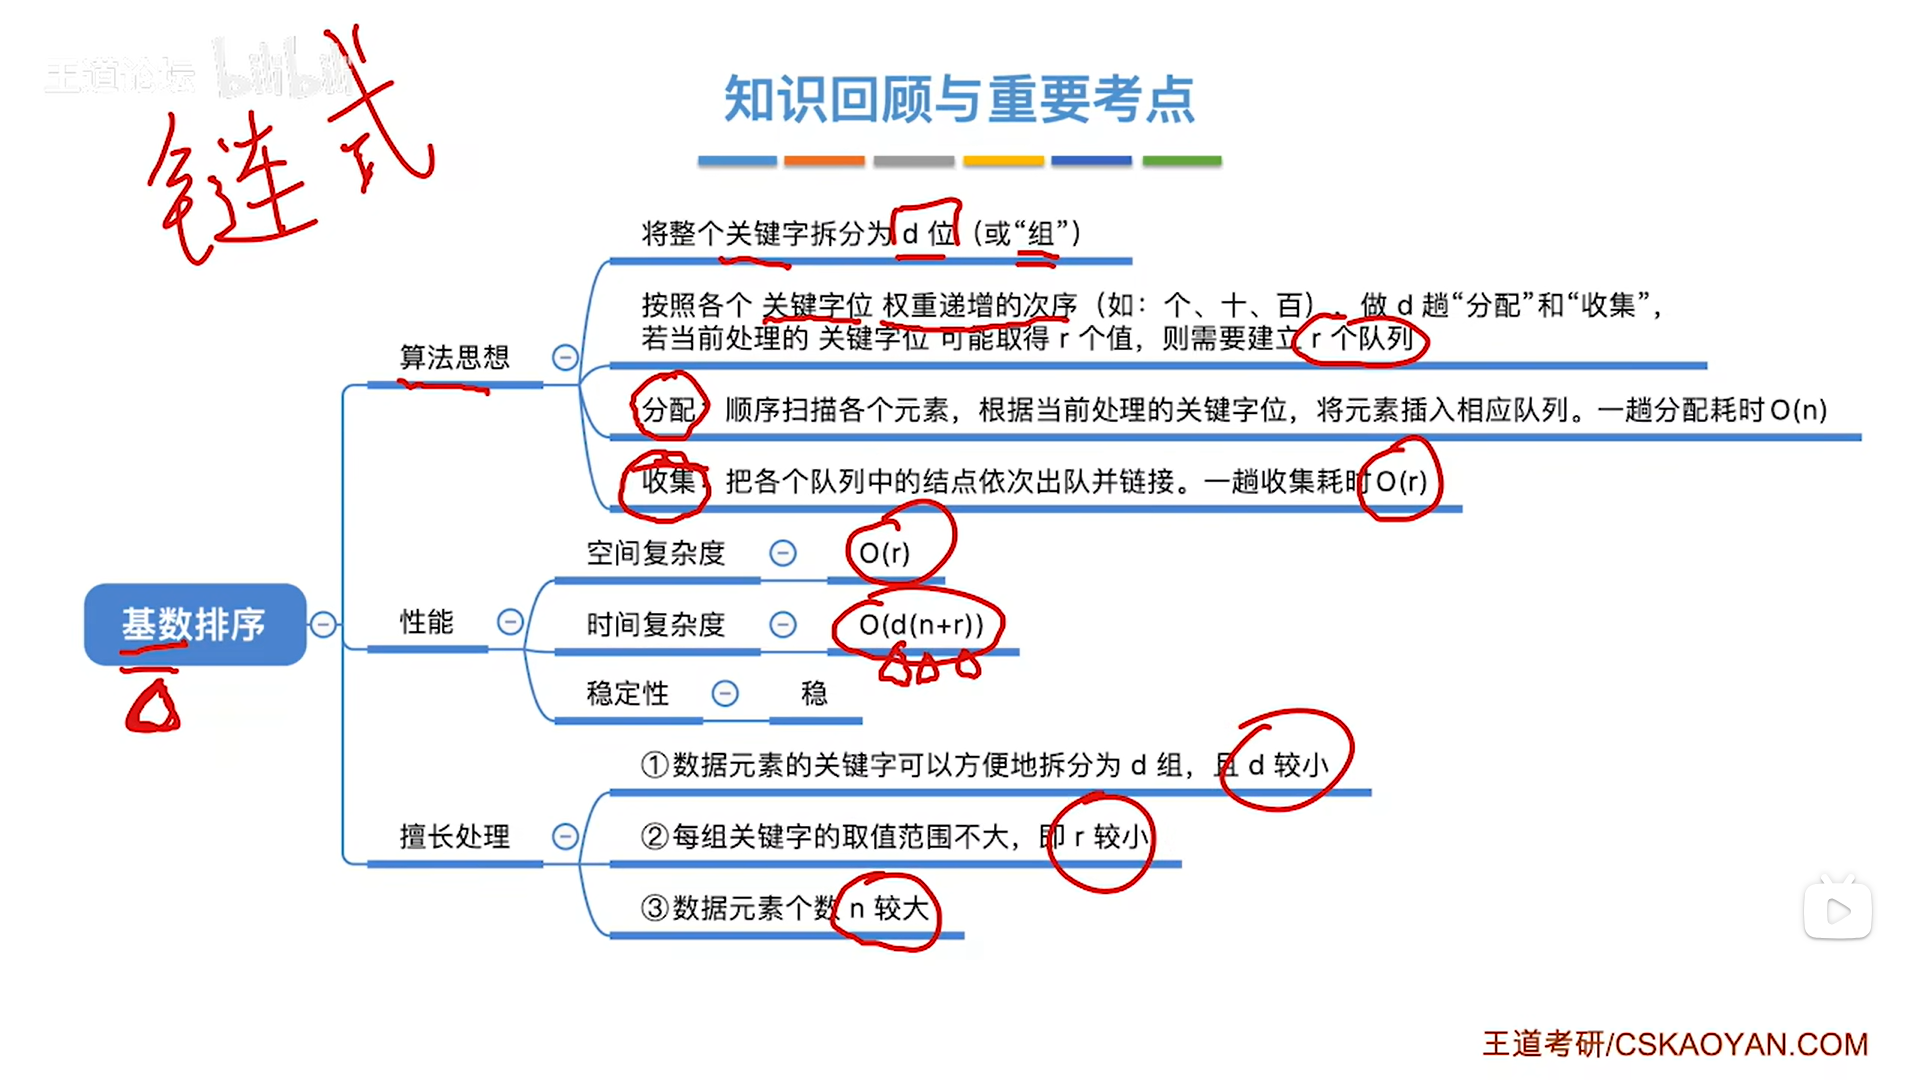 王道论坛 bilibili
链式
知识回顾与重要考点
将整个关键字拆分为 d 位（或“组”）
按照各个 关键字位 权重递增的次序（如：个、十、百），做 d 趟“分配”和“收集”，
若当前处理的 关键字位 可能取得 r 个值，则需要建立 r 个队列
算法思想
分配：顺序扫描各个元素，根据当前处理的关键字位，将元素插入相应队列。一趟分配耗时O(n)
收集：把各个队列中的结点依次出队并链接。一趟收集耗时O(r)
基数排序
性能
空间复杂度 O(r)
时间复杂度 O(d(n+r))
稳定性 稳
擅长处理
①数据元素的关键字可以方便地拆分为 d 组，且 d 较小
②每组关键字的取值范围不大，即 r 较小
③数据元素个数 n 较大
王道考研/CSKAOYAN.COM